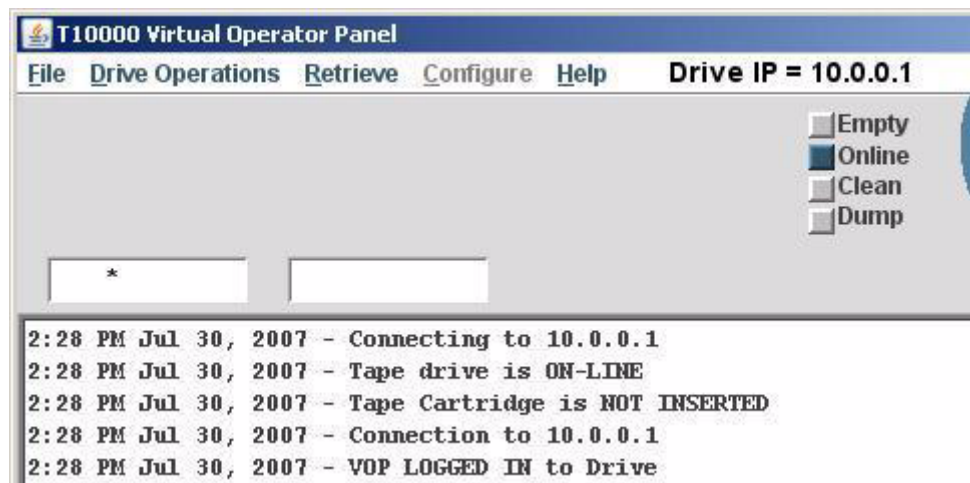 T10000 Virtual Operator Panel
File Drive Operations Retrieve Configure Help Drive IP = 10.0.0.1
Empty
Online
Clean
Dump
*
2:28 PM Jul 30, 2007 - Connecting to 10.0.0.1
2:28 PM Jul 30, 2007 - Tape drive is ON-LINE
2:28 PM Jul 30, 2007 - Tape Cartridge is NOT INSERTED
2:28 PM Jul 30, 2007 - Connection to 10.0.0.1
2:28 PM Jul 30, 2007 - VOP LOGGED IN to Drive